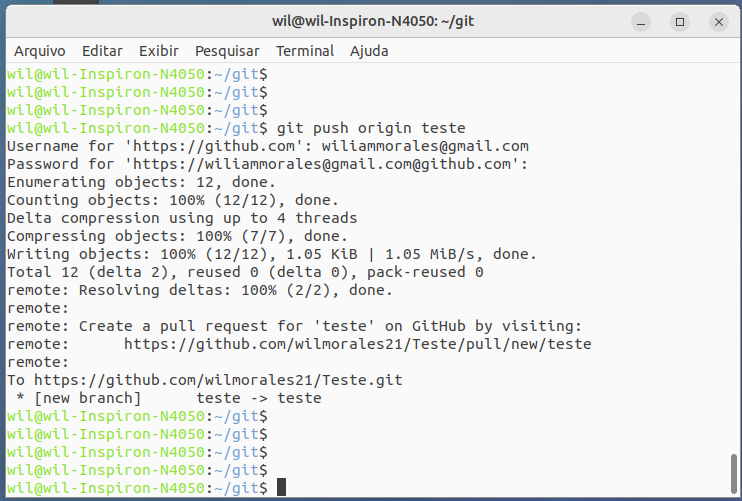 wil@wil-Inspiron-N4050: ~/git
Arquivo Editar Exibir Pesquisar Terminal Ajuda
wil@wil-Inspiron-N4050:~/git$
wil@wil-Inspiron-N4050:~/git$
wil@wil-Inspiron-N4050:~/git$
wil@wil-Inspiron-N4050:~/git$ git push origin teste
Username for 'https://github.com': wiliammorales@gmail.com
Password for 'https://wiliammorales@gmail.com@github.com':
Enumerating objects: 12, done.
Counting objects: 100% (12/12), done.
Delta compression using up to 4 threads
Compressing objects: 100% (7/7), done.
Writing objects: 100% (12/12), 1.05 KiB | 1.05 MiB/s, done.
Total 12 (delta 2), reused 0 (delta 0), pack-reused 0
remote: Resolving deltas: 100% (2/2), done.
remote:
remote: Create a pull request for 'teste' on GitHub by visiting:
remote:      https://github.com/wilmorales21/Teste/pull/new/teste
remote:
To https://github.com/wilmorales21/Teste.git
 * [new branch]      teste -> teste
wil@wil-Inspiron-N4050:~/git$
wil@wil-Inspiron-N4050:~/git$
wil@wil-Inspiron-N4050:~/git$
wil@wil-Inspiron-N4050:~/git$
wil@wil-Inspiron-N4050:~/git$